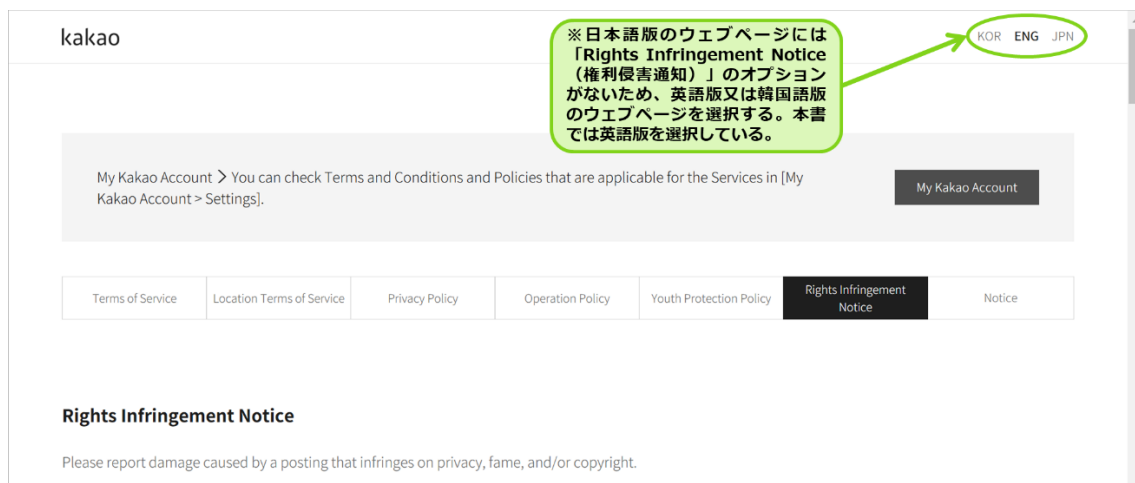 kakao
※日本語版のウェブページには
「Rights Infringement Notice
(権利侵害通知)」のオプション
がないため、英語版又は韓国語版
のウェブページを選択する。本書
では英語版を選択している。
KOR ENG JPN
My Kakao Account > You can check Terms and Conditions and Policies that are applicable for the Services in [My
Kakao Account > Settings].
My Kakao Account
Terms of Service
Location Terms of Service
Privacy Policy
Operation Policy
Youth Protection Policy
Rights Infringement
Notice
Notice
Rights Infringement Notice
Please report damage caused by a posting that infringes on privacy, fame, and/or copyright.